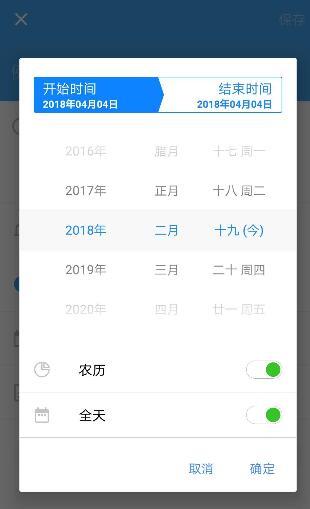 保存
开始时间
结束时间
2018年04月04日
2018年04月04日
2016年 腊月 十七 周一
2017年 正月 十八 周二
2018年 二月 十九 (今)
2019年 三月 二十 周四
2020年 四月 廿一 周五
农历
全天
取消 确定